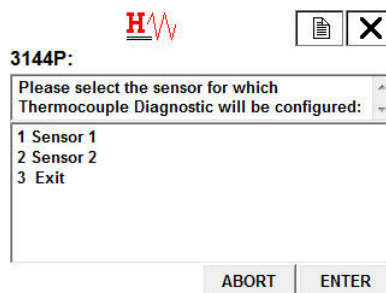 H
3144P:
Please select the sensor for which
Thermocouple Diagnostic will be configured:
1 Sensor 1
2 Sensor 2
3 Exit
ABORT ENTER